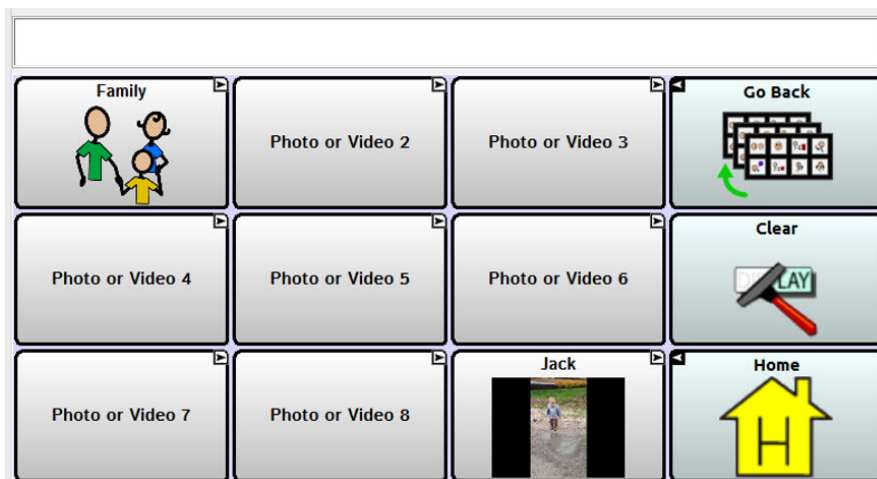 Family
Photo or Video 2
Photo or Video 3
Go Back
Photo or Video 4
Photo or Video 5
Photo or Video 6
Clear
LAY
Photo or Video 7
Photo or Video 8
Jack
Home
H